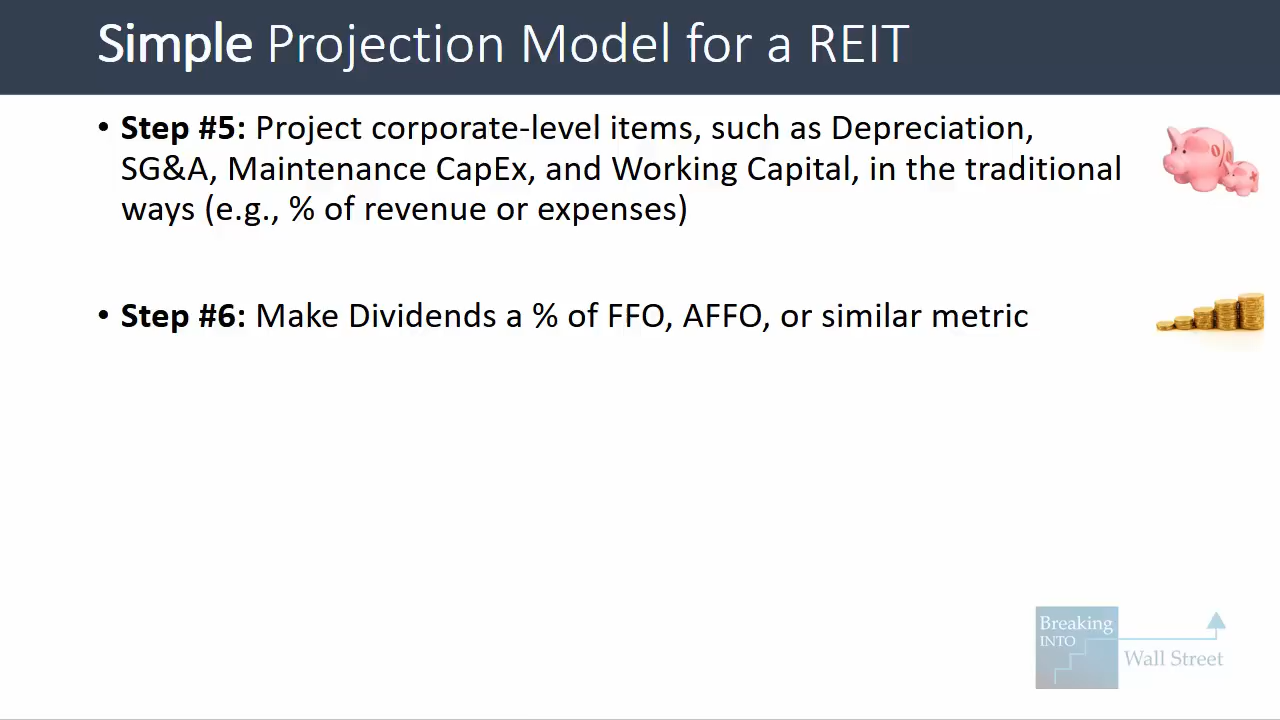 Simple Projection Model for a REIT
• Step #5: Project corporate-level items, such as Depreciation,
SG&A, Maintenance CapEx, and Working Capital, in the traditional
ways (e.g., % of revenue or expenses)
• Step #6: Make Dividends a % of FFO, AFFO, or similar metric
Breaking
INTO
Wall Street